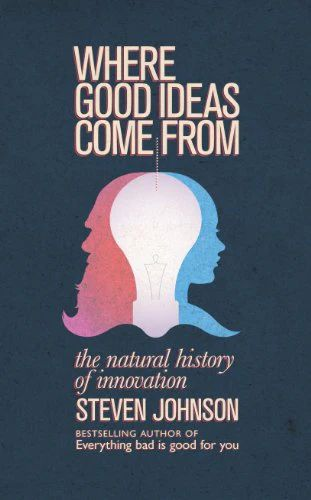 WHERE
GOOD IDEAS
COME FROM
the natural history
of innovation
STEVEN JOHNSON
BESTSELLING AUTHOR OF
Everything bad is good for you